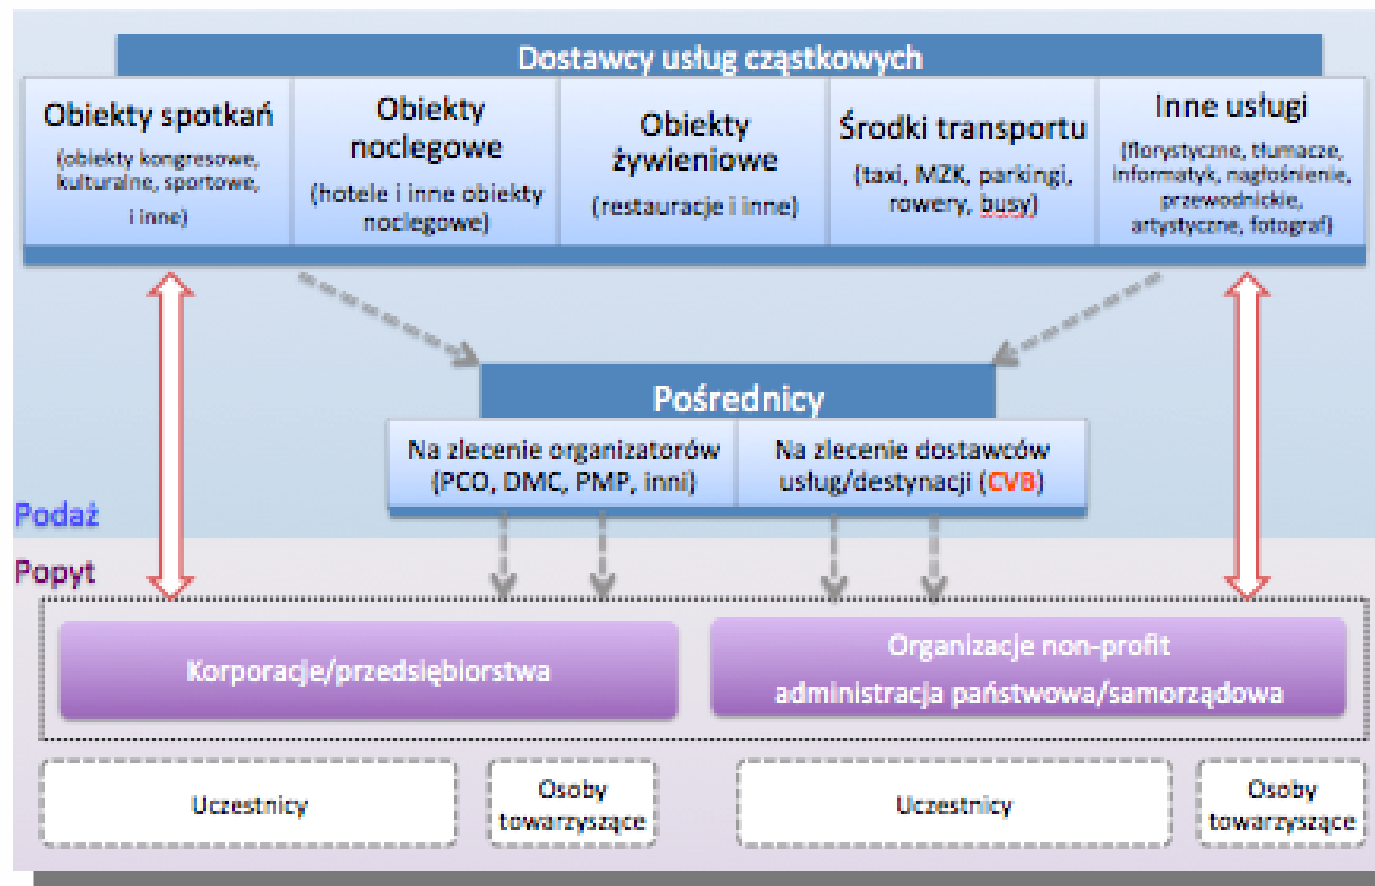 Dostawcy usług cząstkowych
Obiekty spotkań
(obiekty kongresowe,
kulturalne, sportowe,
i inne)
Obiekty
noclegowe
(hotele i inne obiekty
noclegowe)
Obiekty
żywieniowe
(restauracje i inne)
Środki transportu
(taxi, MZK, parkingi,
rowery, busy)
Inne usługi
(florystyczne, tłumacze,
informatyk, nagłośnienie,
przewodnickie,
artystyczne, fotograf)
Pośrednicy
Na zlecenie organizatorów
(PCO, DMC, PMP, inni)
Na zlecenie dostawców
usług/destynacji (CVB)
Podaż
Popyt
Korporacje/przedsiębiorstwa
Organizacje non-profit
administracja państwowa/samorządowa
Uczestnicy
Osoby
towarzyszące
Uczestnicy
Osoby
towarzyszące